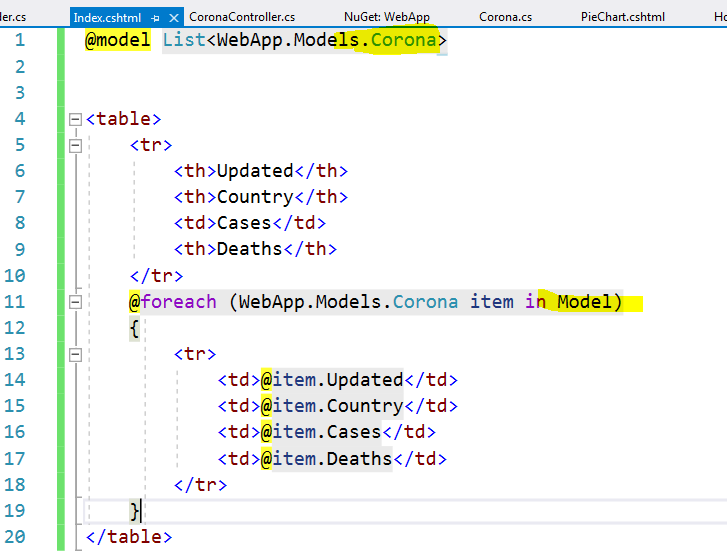 ler.cs Index.cshtml CoronaController.cs NuGet: WebApp Corona.cs PieChart.cshtml Ho
1 @model List<WebApp.Models.Corona>
2
3
4 <table>
5 <tr>
6 <th>Updated</th>
7 <th>Country</th>
8 <td>Cases</td>
9 <th>Deaths</th>
10 </tr>
11 @foreach (WebApp.Models.Corona item in Model)
12 {
13 <tr>
14 <td>@item.Updated</td>
15 <td>@item.Country</td>
16 <td>@item.Cases</td>
17 <td>@item.Deaths</td>
18 </tr>
19 }
20 </table>